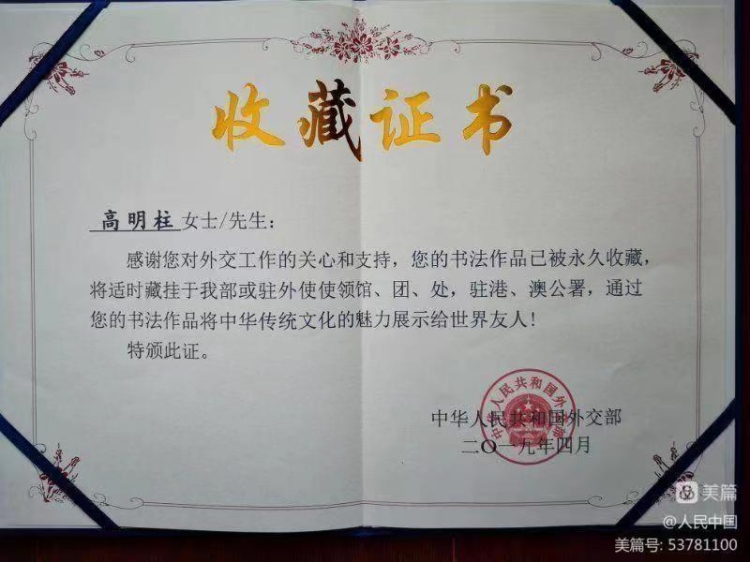 收藏证书
高明柱 女士/先生：
感谢您对外交工作的关心和支持，您的书法作品已被永久收藏，
将适时藏挂于我部或驻外使使领馆、团、处，驻港、澳公署，通过
您的书法作品将中华传统文化的魅力展示给世界友人！
特颁此证。
中华人民共和国外交部
二〇一九年四月
美篇
@人民中国
美篇号: 53781100